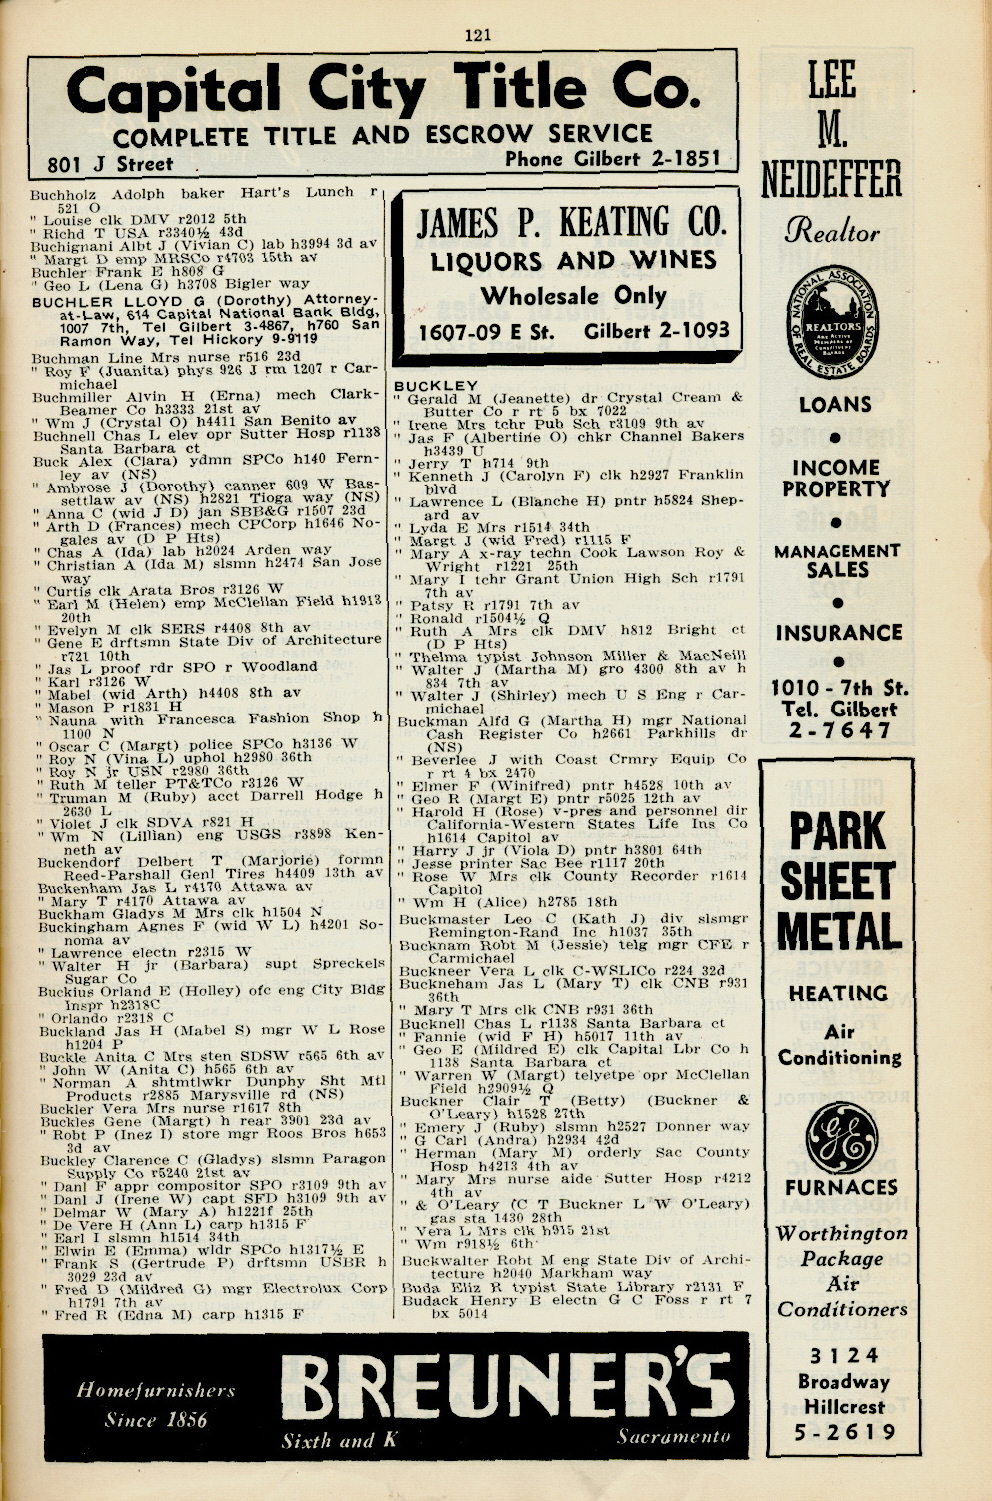 121
Capital City Title Co.
COMPLETE TITLE AND ESCROW SERVICE
801 J Street Phone Gilbert 2-1851
Buchholz Adolph baker Hart's Lunch r
521 O
" Louise clk DMV r2012 5th
" Richd T USA r3340½ 43d
Buchignani Albt J (Vivian C) lab h3994 3d av
" Margt D emp MRSCo r4703 15th av
Buchler Frank E h808 G
" Geo L (Lena G) h3708 Bigler way
BUCHLER LLOYD G (Dorothy) Attorney-
at-Law, 614 Capital National Bank Bldg,
1007 7th, Tel Gilbert 3-4867, h760 San
Ramon Way, Tel Hickory 9-9119
Buchman Line Mrs nurse r516 23d
" Roy F (Juanita) phys 926 J rm 1207 r Car-
michael
Buchmiller Alvin H (Erna) mech Clark-
Beamer Co h3333 21st av
" Wm J (Crystal O) h4411 San Benito av
Buchnell Chas L elev opr Sutter Hosp r1138
Santa Barbara ct
Buck Alex (Clara) ydmn SPCo h140 Fern-
ley av (NS)
" Ambrose J (Dorothy) canner 609 W Bas-
settlaw av (NS) h2821 Tioga way (NS)
" Anna C (wid J D) jan SBB&G r1507 23d
" Arth D (Frances) mech CPCorp h1646 No-
gales av (D P Hts)
" Chas A (Ida) lab h2024 Arden way
" Christian A (Ida M) slsmn h2474 San Jose
way
" Curtis clk Arata Bros r3126 W
" Earl M (Helen) emp McClellan Field h1913
20th
" Evelyn M clk SERS r4408 8th av
" Gene E drftsmn State Div of Architecture
r721 10th
" Jas L proof rdr SPO r Woodland
" Karl r3126 W
" Mabel (wid Arth) h4408 8th av
" Mason P r1831 H
" Nauna with Francesca Fashion Shop h
1100 N
" Oscar C (Margt) police SPCo h3136 W
" Roy N (Vina L) uphol h2980 36th
" Roy N jr USN r2980 36th
" Ruth M teller PT&TCo r3126 W
" Truman M (Ruby) acct Darrell Hodge h
2630 L
" Violet J clk SDVA r821 H
" Wm N (Lillian) eng USGS r3898 Ken-
neth av
Buckendorf Delbert T (Marjorie) formn
Reed-Parshall Genl Tires h4409 13th av
Buckenham Jas L r4170 Attawa av
" Mary T r4170 Attawa av
Buckham Gladys M Mrs clk h1504 N
Buckingham Agnes F (wid W L) h4201 So-
noma av
" Lawrence electn r2315 W
" Walter H jr (Barbara) supt Spreckels
Sugar Co
Buckius Orland E (Holley) ofc eng City Bldg
Inspr h2318C
" Orlando r2318 C
Buckland Jas H (Mabel S) mgr W L Rose
h1204 P
Buckle Anita C Mrs sten SDSW r565 6th av
" John W (Anita C) h565 6th av
" Norman A shtmtlwkr Dunphy Sht Mtl
Products r2885 Marysville rd (NS)
Buckler Vera Mrs nurse r1617 8th
Buckles Gene (Margt) h rear 3901 23d av
" Robt P (Inez I) store mgr Roos Bros h653
3d av
Buckley Clarence C (Gladys) slsmn Paragon
Supply Co r5240 21st av
" Danl F appr compositor SPO r3109 9th av
" Danl J (Irene W) capt SFD h3109 9th av
" Delmar W (Mary A) h1221f 25th
" De Vere H (Ann L) carp h1315 F
" Earl I slsmn h1514 34th
" Elwin E (Emma) wldr SPCo h1317½ E
" Frank S (Gertrude P) drftsmn USBR h
3029 23d av
" Fred D (Mildred G) mgr Electrolux Corp
h1791 7th av
" Fred R (Edna M) carp h1315 F
JAMES P. KEATING CO.
LIQUORS AND WINES
Wholesale Only
1607-09 E St. Gilbert 2-1093
BUCKLEY
" Gerald M (Jeanette) dr Crystal Cream &
Butter Co r rt 5 bx 7022
" Irene Mrs tchr Pub Sch r3109 9th av
" Jas F (Albertine O) chkr Channel Bakers
h3439 U
" Jerry T h714 9th
" Kenneth J (Carolyn F) clk h2927 Franklin
blvd
" Lawrence L (Blanche H) pntr h5824 Shep-
ard av
" Lyda E Mrs r1514 34th
" Margt J (wid Fred) r1115 F
" Mary A x-ray techn Cook Lawson Roy &
Wright r1221 25th
" Mary I tchr Grant Union High Sch r1791
7th av
" Patsy R r1791 7th av
" Ronald r1504½ Q
" Ruth A Mrs clk DMV h812 Bright ct
(D P Hts)
" Thelma typist Johnson Miller & MacNeill
" Walter J (Martha M) gro 4300 8th av h
834 7th av
" Walter J (Shirley) mech U S Eng r Car-
michael
Buckman Alfd G (Martha H) mgr National
Cash Register Co h2661 Parkhills dr
(NS)
" Beverlee J with Coast Crmry Equip Co
r rt 4 bx 2470
" Elmer F (Winifred) pntr h4528 10th av
" Geo R (Margt E) pntr r5025 12th av
" Harold H (Rose) v-pres and personnel dir
California-Western States Life Ins Co
h1614 Capitol av
" Harry J jr (Viola D) pntr h3801 64th
" Jesse printer Sac Bee r1117 20th
" Rose W Mrs clk County Recorder r1614
Capitol
" Wm H (Alice) h2785 18th
Buckmaster Leo C (Kath J) div slsmgr
Remington-Rand Inc h1037 35th
Bucknam Robt M (Jessie) telg mgr CFE r
Carmichael
Buckneer Vera L clk C-WSLICo r224 32d
Buckneham Jas L (Mary T) clk CNB r931
36th
" Mary T Mrs clk CNB r931 36th
Bucknell Chas L r1138 Santa Barbara ct
" Fannie (wid F H) h5017 11th av
" Geo E (Mildred E) clk Capital Lbr Co h
1138 Santa Barbara ct
" Warren W (Margt) telyetpe opr McClellan
Field h2909½ Q
Buckner Clair T (Betty) (Buckner &
O'Leary) h1528 27th
" Emery J (Ruby) slsmn h2527 Donner way
" G Carl (Andra) h2934 42d
" Herman (Mary M) orderly Sac County
Hosp h4213 4th av
" Mary Mrs nurse aide Sutter Hosp r4212
4th av
" & O'Leary (C T Buckner L W O'Leary)
gas sta 1430 28th
" Vera L Mrs clk h915 21st
" Wm r918½ 6th
Buckwalter Robt M eng State Div of Archi-
tecture h2040 Markham way
Buda Eliz R typist State Library r2131 F
Budack Henry B electn G C Foss r rt 7
bx 5014
LEE
M.
NEIDEFFER
Realtor
NATIONAL ASSOCIATION
OF REAL ESTATE BOARDS
REALTORS
ARE ACTIVE
MEMBERS OF
CONSTITUENT
BOARDS
LOANS
•
INCOME
PROPERTY
•
MANAGEMENT
SALES
•
INSURANCE
•
1010 - 7th St.
Tel. Gilbert
2-7647
PARK
SHEET
METAL
HEATING
Air
Conditioning
GE
FURNACES
Worthington
Package
Air
Conditioners
3124
Broadway
Hillcrest
5-2619
Homefurnishers
Since 1856
BREUNER'S
Sixth and K Sacramento